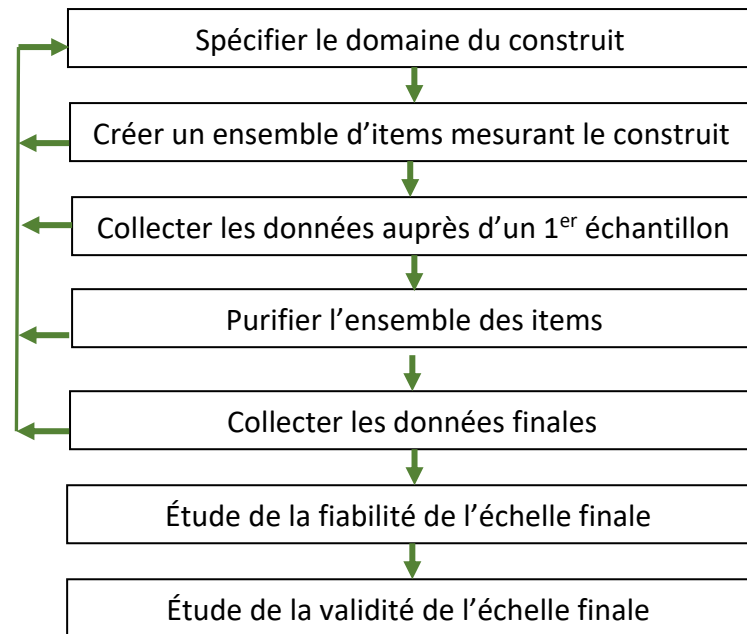 Spécifier le domaine du construit
Créer un ensemble d’items mesurant le construit
Collecter les données auprès d’un 1er échantillon
Purifier l’ensemble des items
Collecter les données finales
Étude de la fiabilité de l’échelle finale
Étude de la validité de l’échelle finale